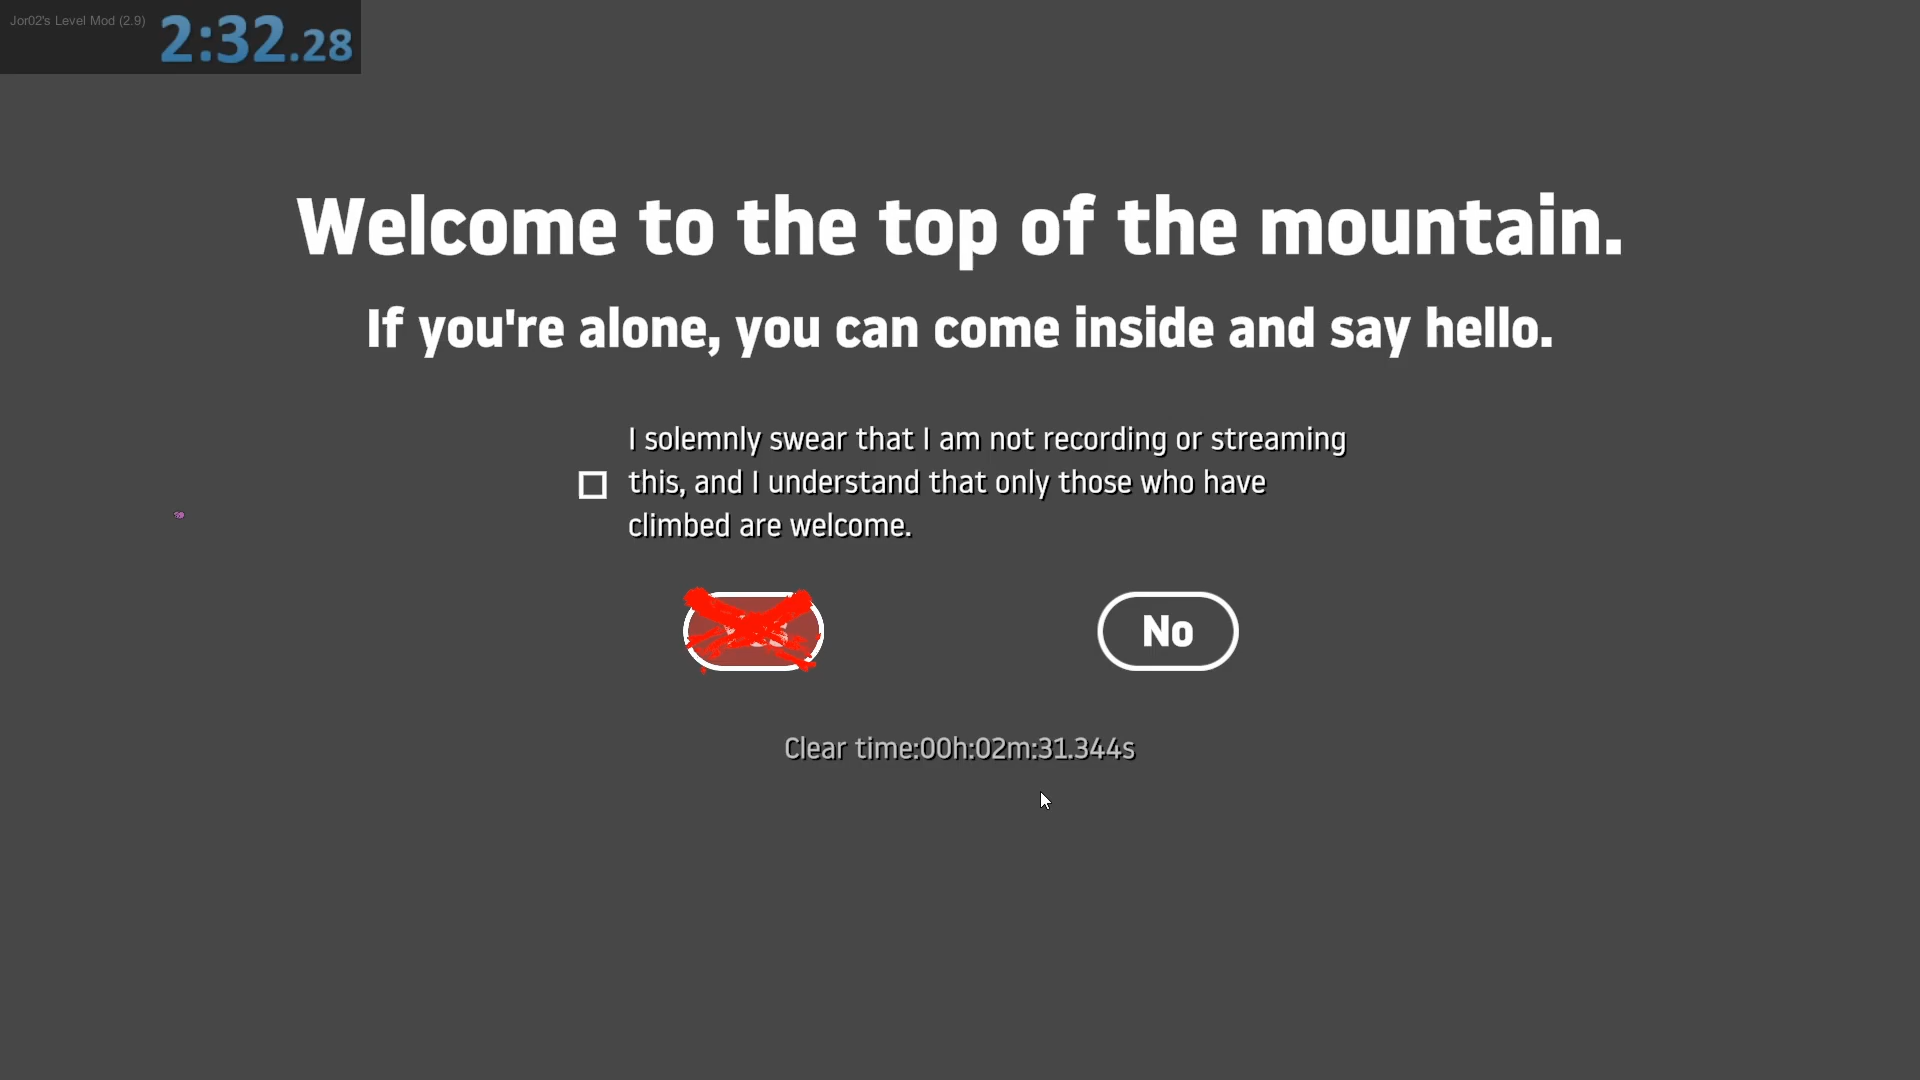 Jor02's Level Mod (2.9)
2:32.28
Welcome to the top of the mountain.
If you're alone, you can come inside and say hello.
I solemnly swear that I am not recording or streaming
this, and I understand that only those who have
climbed are welcome.
No
Clear time:00h:02m:31.344s